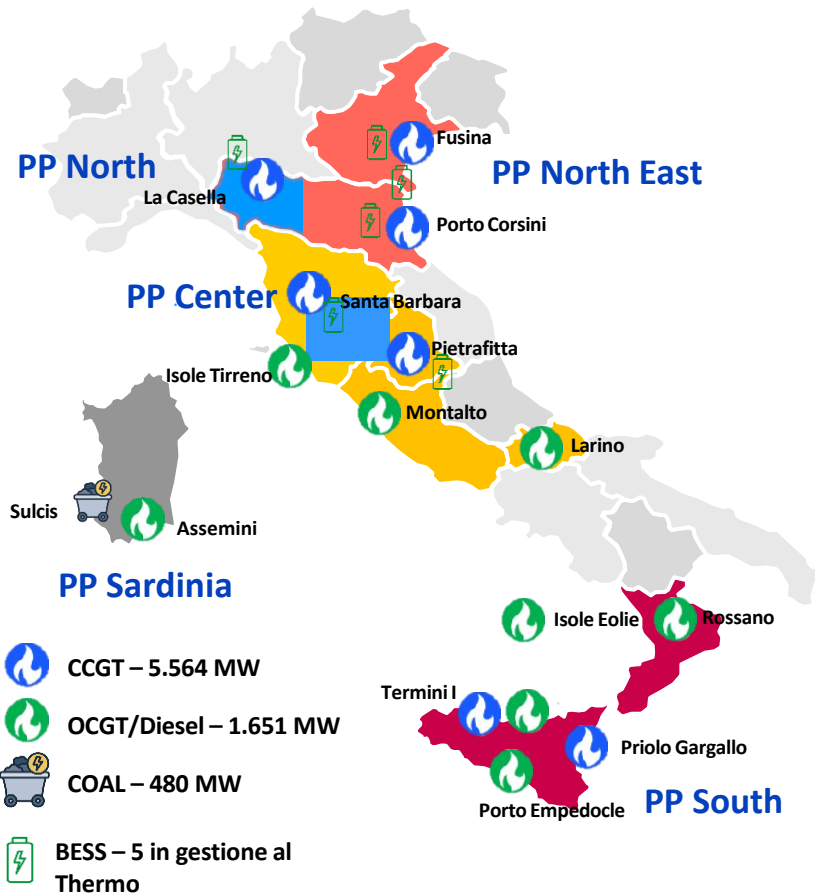 Fusina
PP North
PP North East
La Casella
Porto Corsini
PP Center
Santa Barbara
Pietrafitta
Isole Tirreno
Montalto
Larino
Sulcis
Assemini
PP Sardinia
Isole Eolie
Rossano
CCGT – 5.564 MW
Termini I
OCGT/Diesel – 1.651 MW
Priolo Gargallo
COAL – 480 MW
Porto Empedocle
PP South
BESS – 5 in gestione al
Thermo